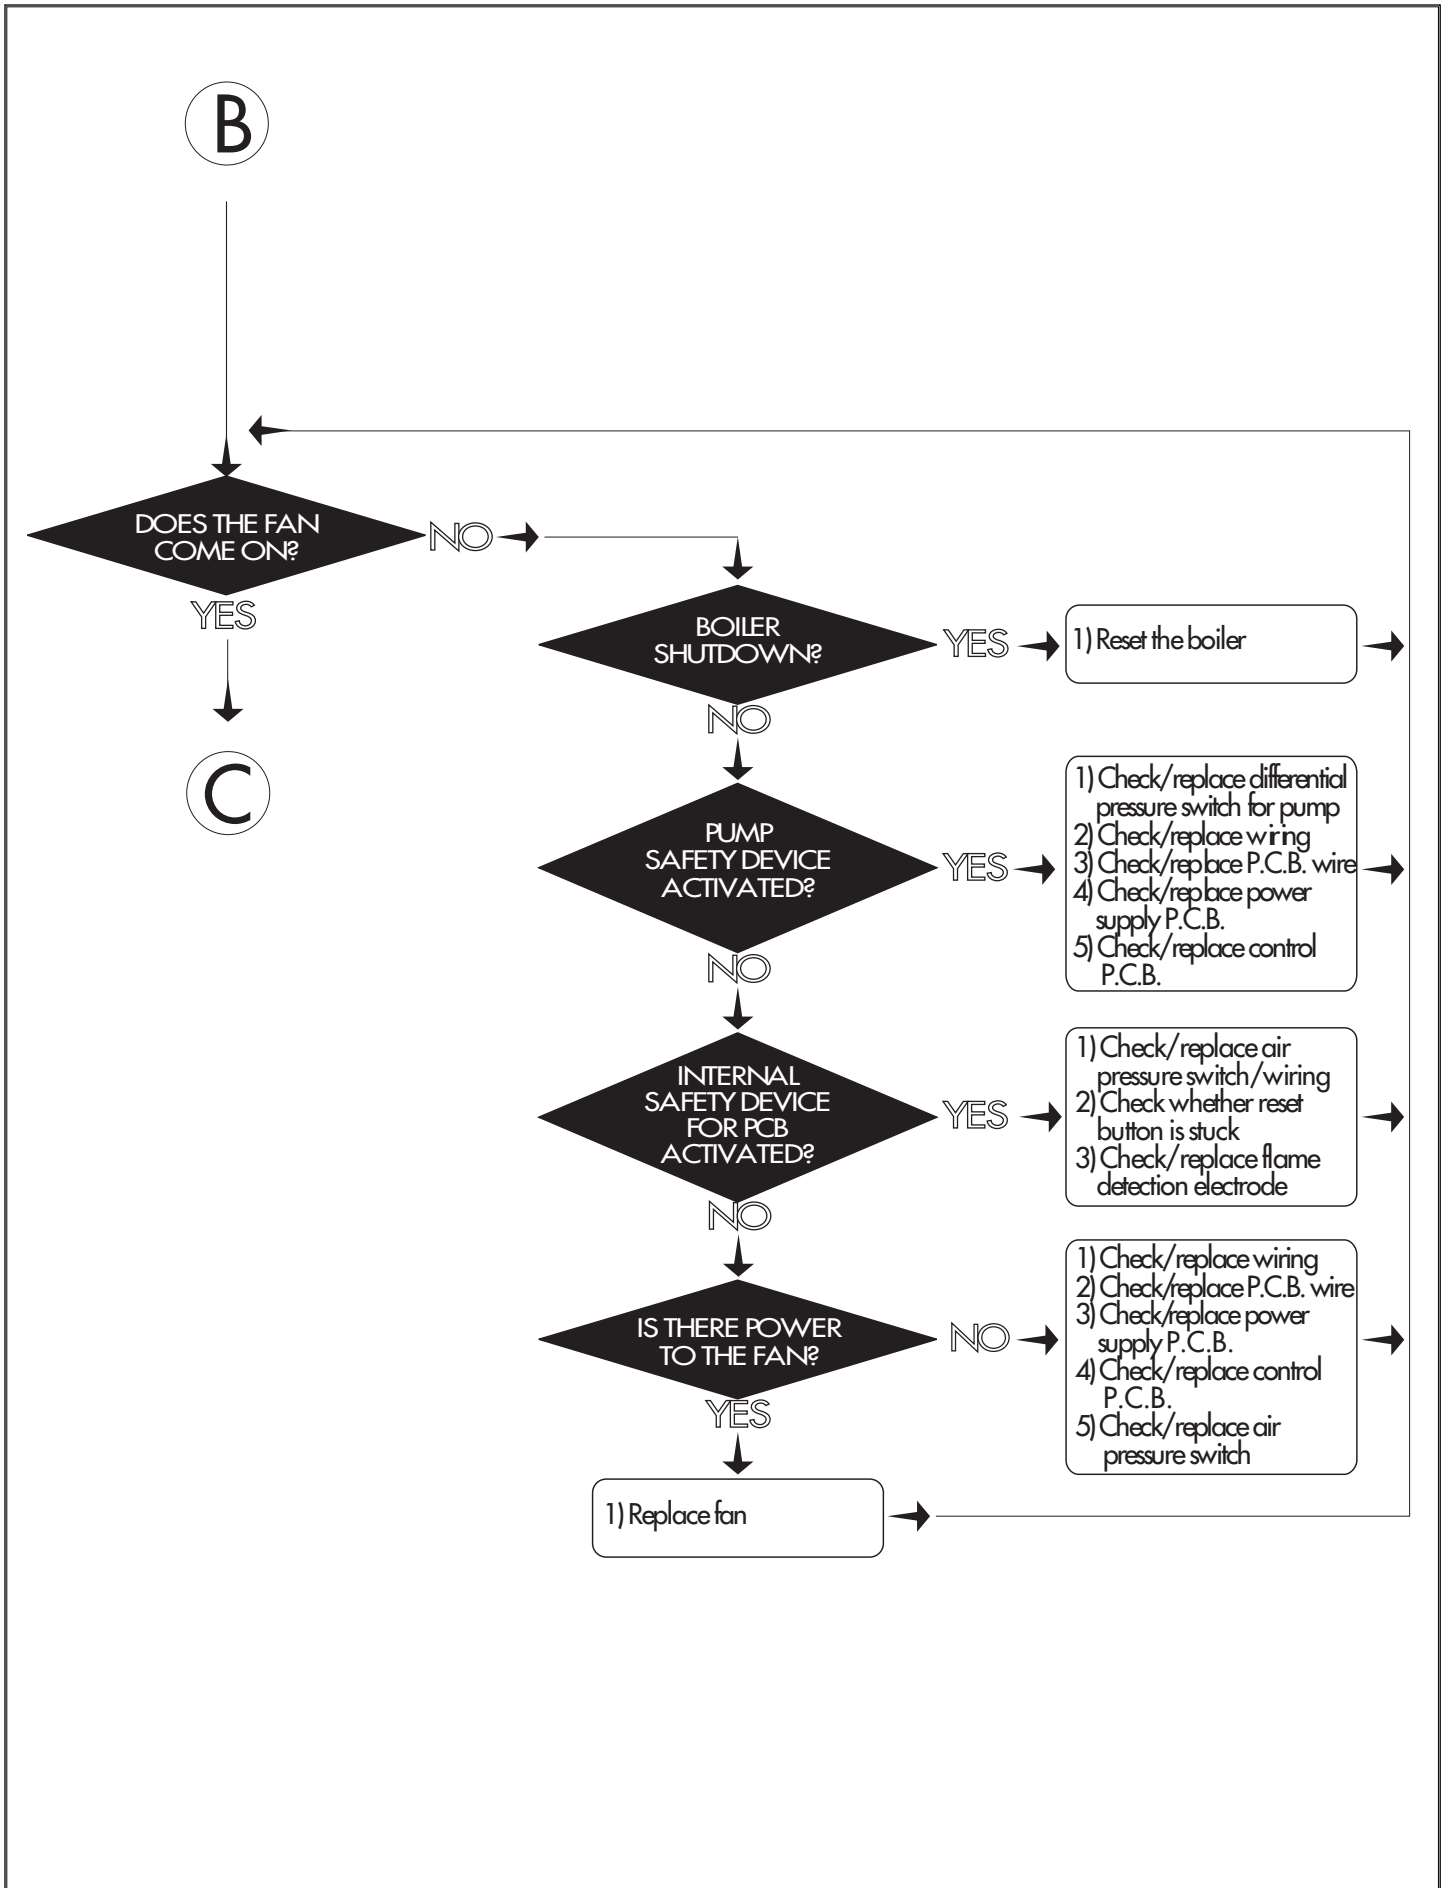 B
DOES THE FAN
COME ON?
NO
YES
C
BOILER
SHUTDOWN?
YES
1) Reset the boiler
NO
PUMP
SAFETY DEVICE
ACTIVATED?
YES
1) Check/replace differential
pressure switch for pump
2) Check/replace wiring
3) Check/replace P.C.B. wire
4) Check/replace power
supply P.C.B.
5) Check/replace control
P.C.B.
NO
INTERNAL
SAFETY DEVICE
FOR PCB
ACTIVATED?
YES
1) Check/replace air
pressure switch/wiring
2) Check whether reset
button is stuck
3) Check/replace flame
detection electrode
NO
IS THERE POWER
TO THE FAN?
NO
1) Check/replace wiring
2) Check/replace P.C.B. wire
3) Check/replace power
supply P.C.B.
4) Check/replace control
P.C.B.
5) Check/replace air
pressure switch
YES
1) Replace fan